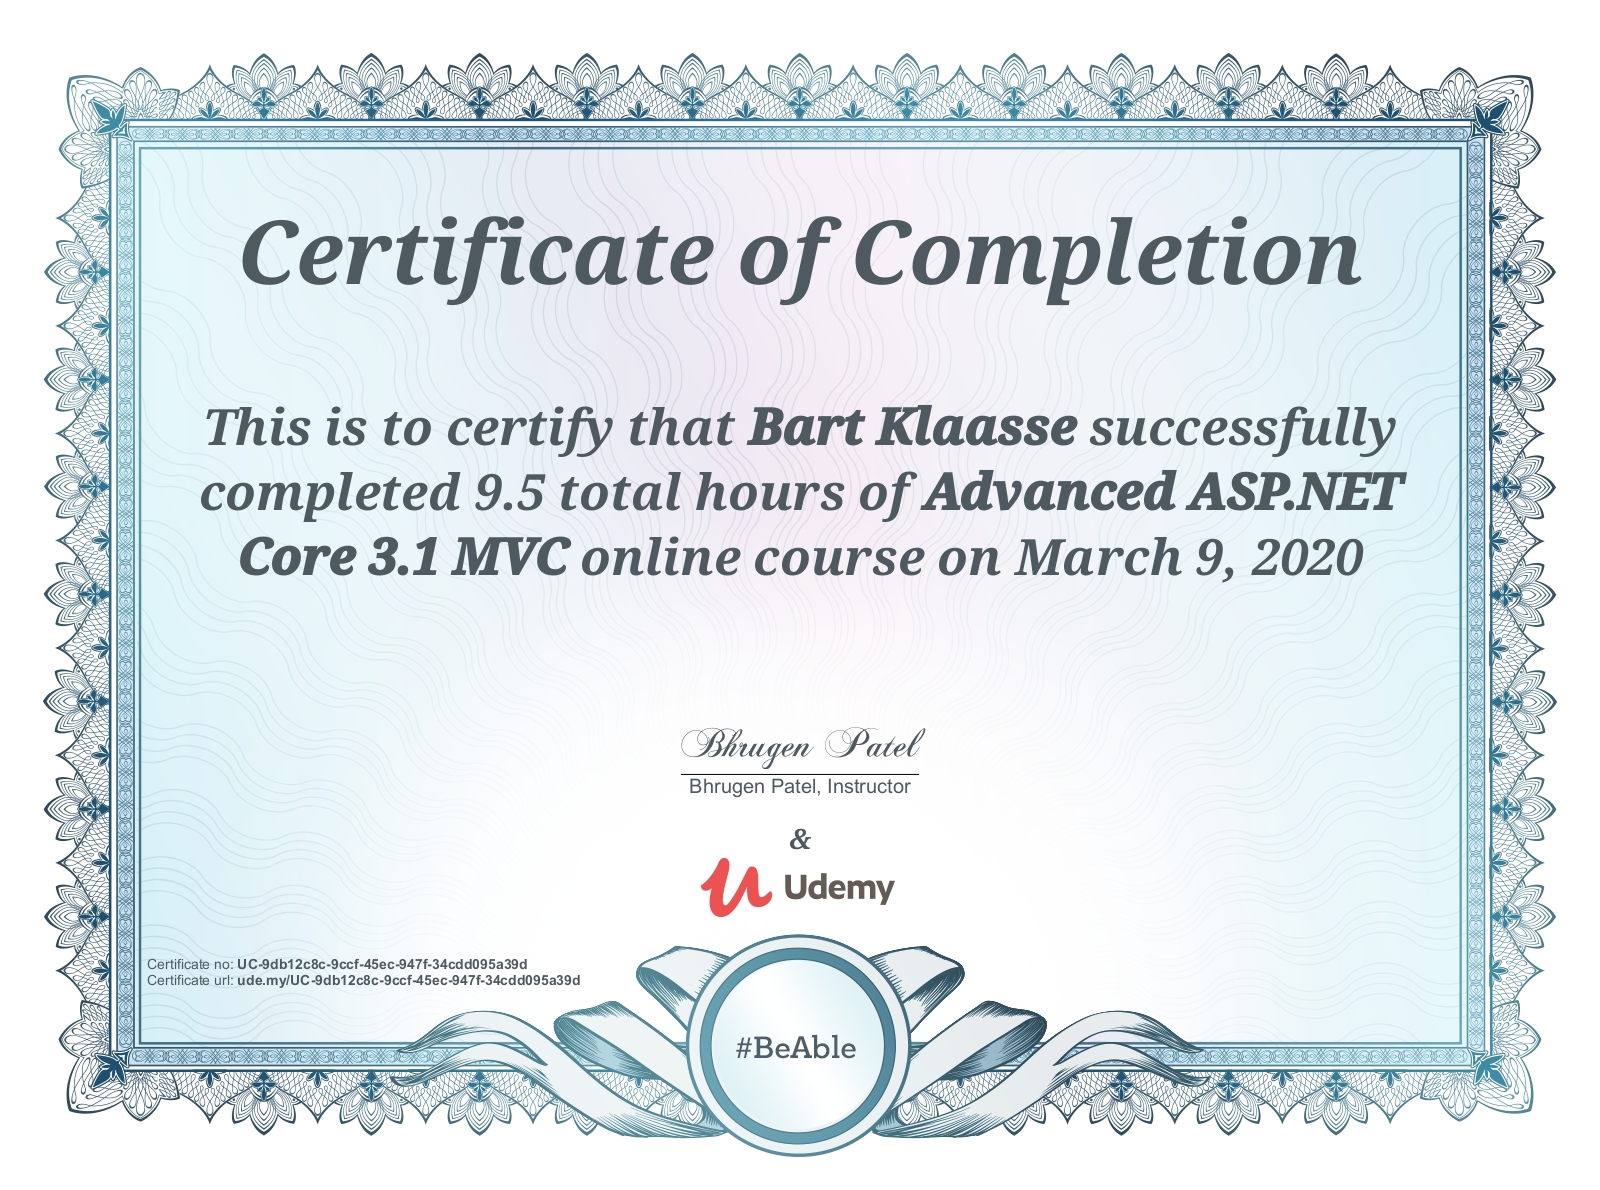 Certificate of Completion
This is to certify that Bart Klaasse successfully
completed 9.5 total hours of Advanced ASP.NET
Core 3.1 MVC online course on March 9, 2020
Bhrugen Patel
Bhrugen Patel, Instructor
&
Udemy
Certificate no: UC-9db12c8c-9ccf-45ec-947f-34cdd095a39d
Certificate url: ude.my/UC-9db12c8c-9ccf-45ec-947f-34cdd095a39d
#BeAble